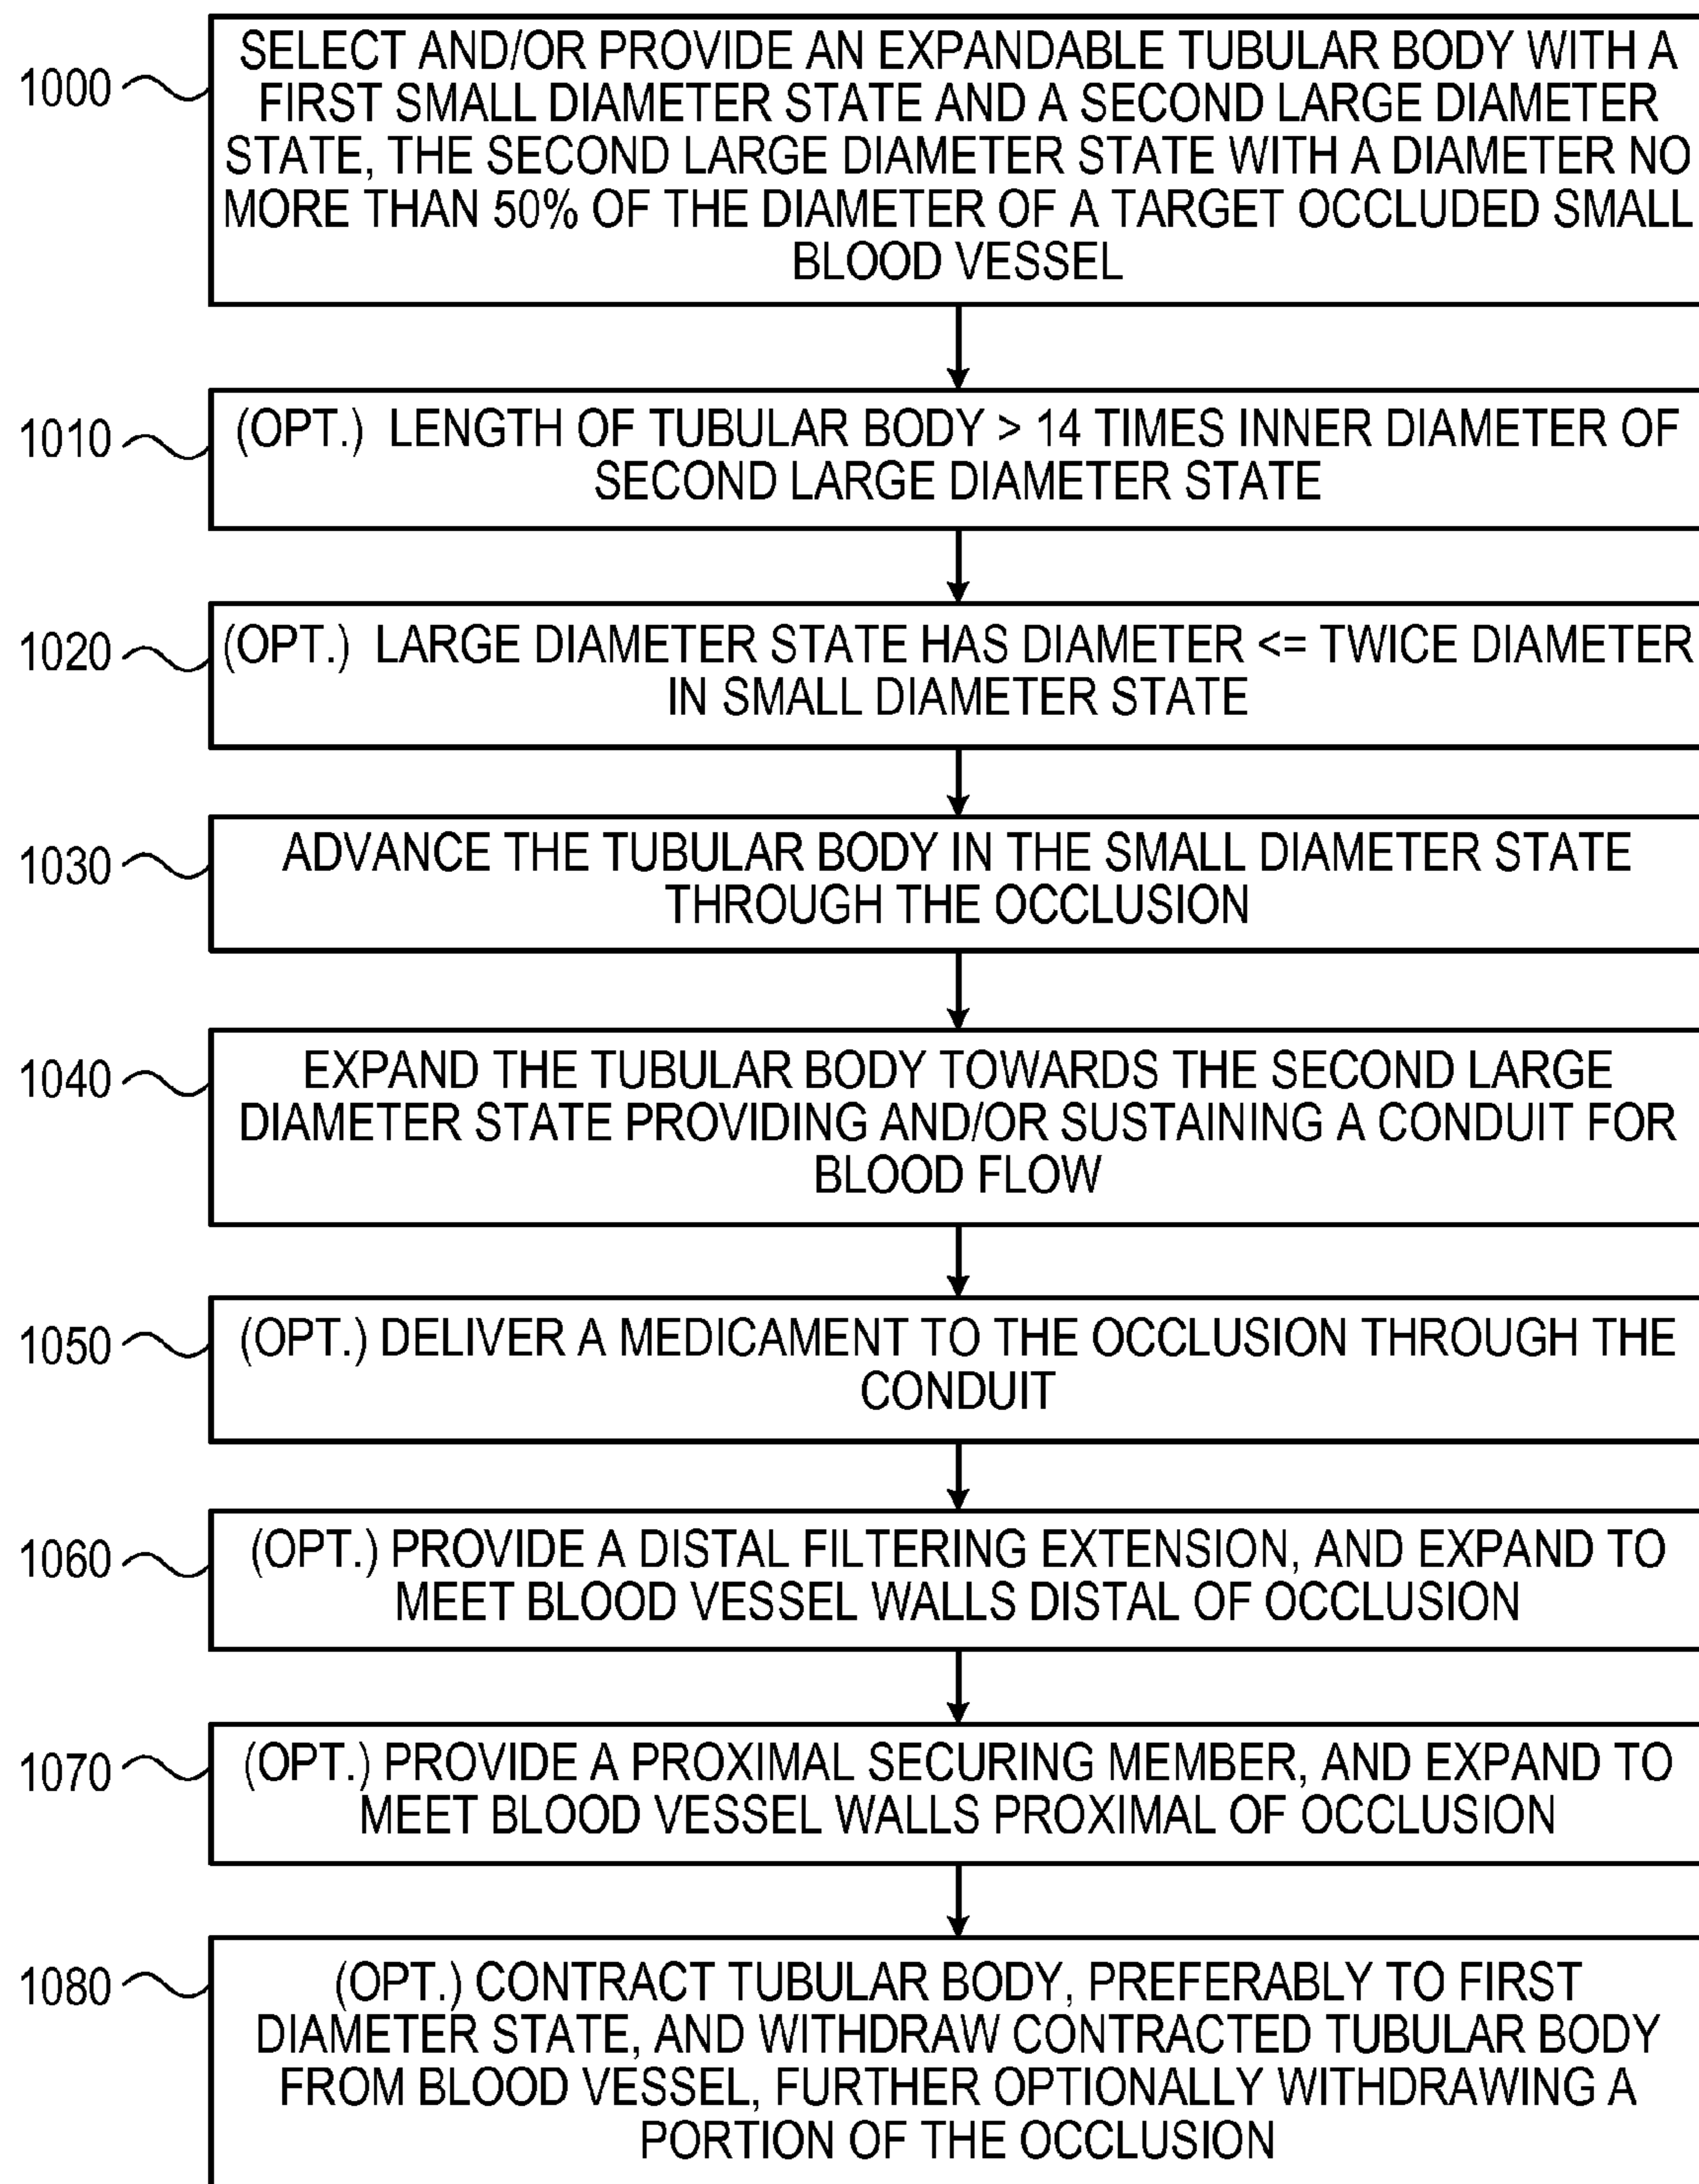 1000
SELECT AND/OR PROVIDE AN EXPANDABLE TUBULAR BODY WITH A
FIRST SMALL DIAMETER STATE AND A SECOND LARGE DIAMETER
STATE, THE SECOND LARGE DIAMETER STATE WITH A DIAMETER NO
MORE THAN 50% OF THE DIAMETER OF A TARGET OCCLUDED SMALL
BLOOD VESSEL
1010
(OPT.) LENGTH OF TUBULAR BODY > 14 TIMES INNER DIAMETER OF
SECOND LARGE DIAMETER STATE
1020
(OPT.) LARGE DIAMETER STATE HAS DIAMETER <= TWICE DIAMETER
IN SMALL DIAMETER STATE
1030
ADVANCE THE TUBULAR BODY IN THE SMALL DIAMETER STATE
THROUGH THE OCCLUSION
1040
EXPAND THE TUBULAR BODY TOWARDS THE SECOND LARGE
DIAMETER STATE PROVIDING AND/OR SUSTAINING A CONDUIT FOR
BLOOD FLOW
1050
(OPT.) DELIVER A MEDICAMENT TO THE OCCLUSION THROUGH THE
CONDUIT
1060
(OPT.) PROVIDE A DISTAL FILTERING EXTENSION, AND EXPAND TO
MEET BLOOD VESSEL WALLS DISTAL OF OCCLUSION
1070
(OPT.) PROVIDE A PROXIMAL SECURING MEMBER, AND EXPAND TO
MEET BLOOD VESSEL WALLS PROXIMAL OF OCCLUSION
1080
(OPT.) CONTRACT TUBULAR BODY, PREFERABLY TO FIRST
DIAMETER STATE, AND WITHDRAW CONTRACTED TUBULAR BODY
FROM BLOOD VESSEL, FURTHER OPTIONALLY WITHDRAWING A
PORTION OF THE OCCLUSION